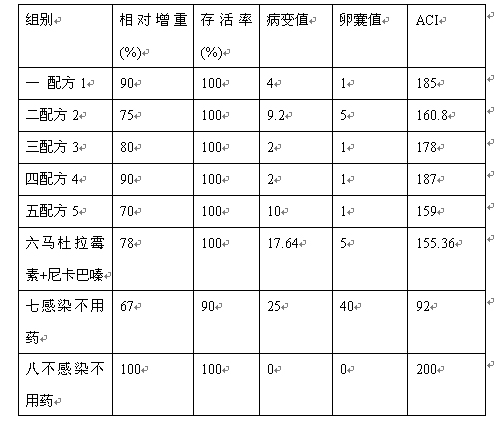 组别 相对增重 存活率 病变值 卵囊值 ACI
(%) (%)
一 配方 1 90 100 4 1 185
二配方 2 75 100 9.2 5 160.8
三配方 3 80 100 2 1 178
四配方 4 90 100 2 1 187
五配方 5 70 100 10 1 159
六马杜拉霉 78 100 17.64 5 155.36
素+尼卡巴嗪
七感染不用 67 90 25 40 92
药
八不感染不 100 100 0 0 200
用药